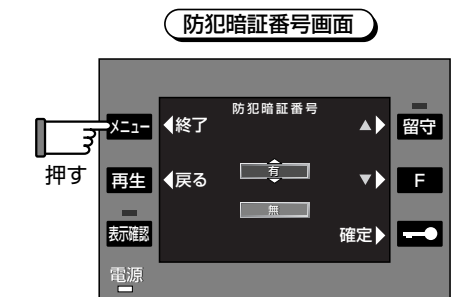 防犯暗証番号画面
防犯暗証番号
メニュー
終了
▲
留守
押す
再生
戻る
有
▼
F
無
表示確認
確定
電源